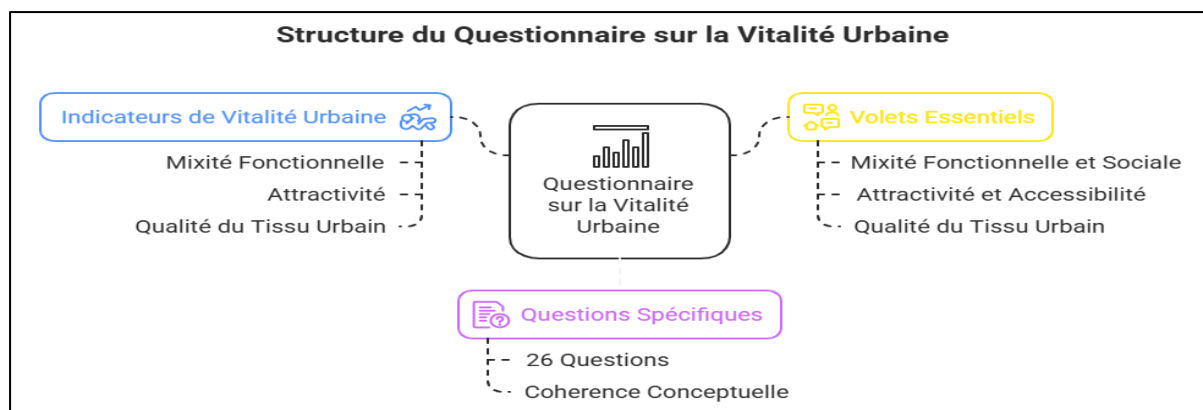 Structure du Questionnaire sur la Vitalité Urbaine
Indicateurs de Vitalité Urbaine
Mixité Fonctionnelle
Attractivité
Qualité du Tissu Urbain
Questionnaire
sur la Vitalité
Urbaine
Volets Essentiels
Mixité Fonctionnelle et Sociale
Attractivité et Accessibilité
Qualité du Tissu Urbain
Questions Spécifiques
26 Questions
Coherence Conceptuelle